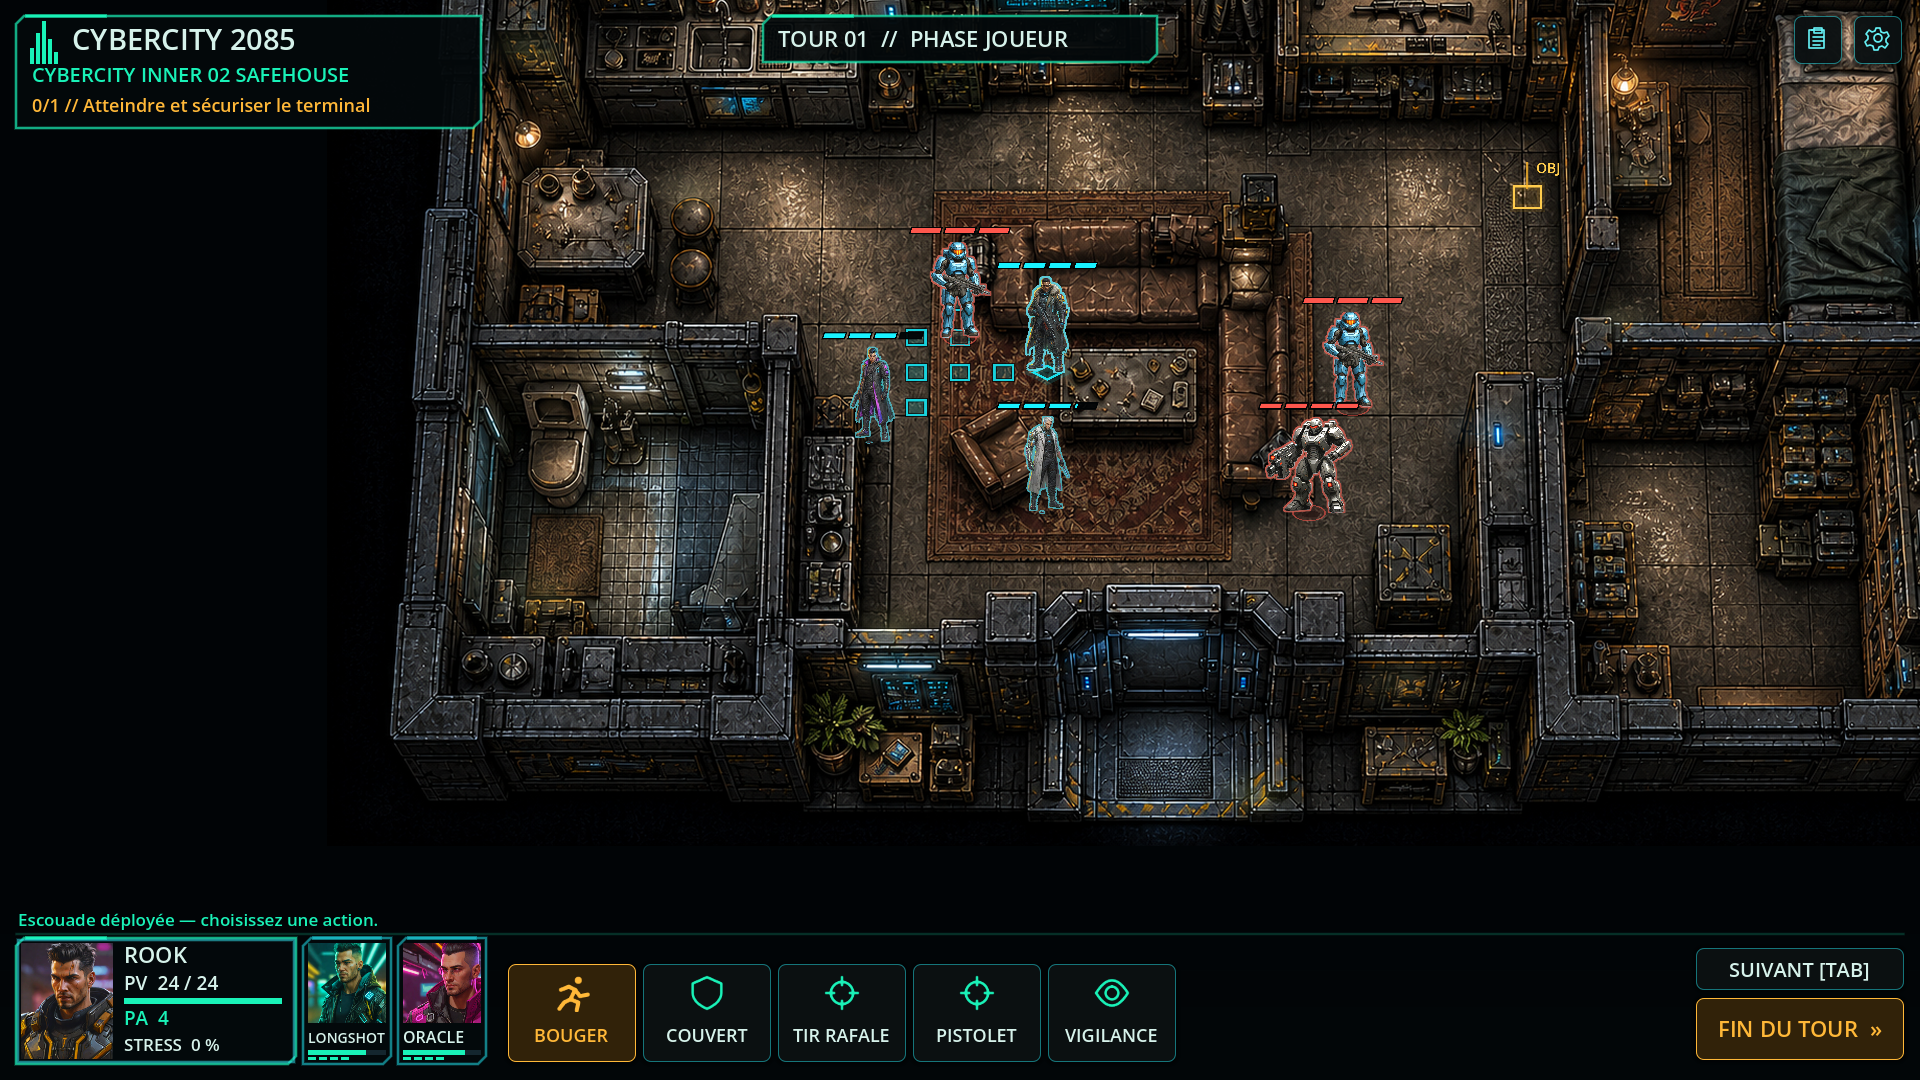 CYBERCITY 2085
CYBERCITY INNER 02 SAFEHOUSE
0/1 // Atteindre et sécuriser le terminal
TOUR 01 // PHASE JOUEUR
OBJ
Escouade déployée — choisissez une action.
ROOK
PV 24 / 24
PA 4
STRESS 0 %
LONGSHOT
ORACLE
BOUGER
COUVERT
TIR RAFALE
PISTOLET
VIGILANCE
SUIVANT [TAB]
FIN DU TOUR »